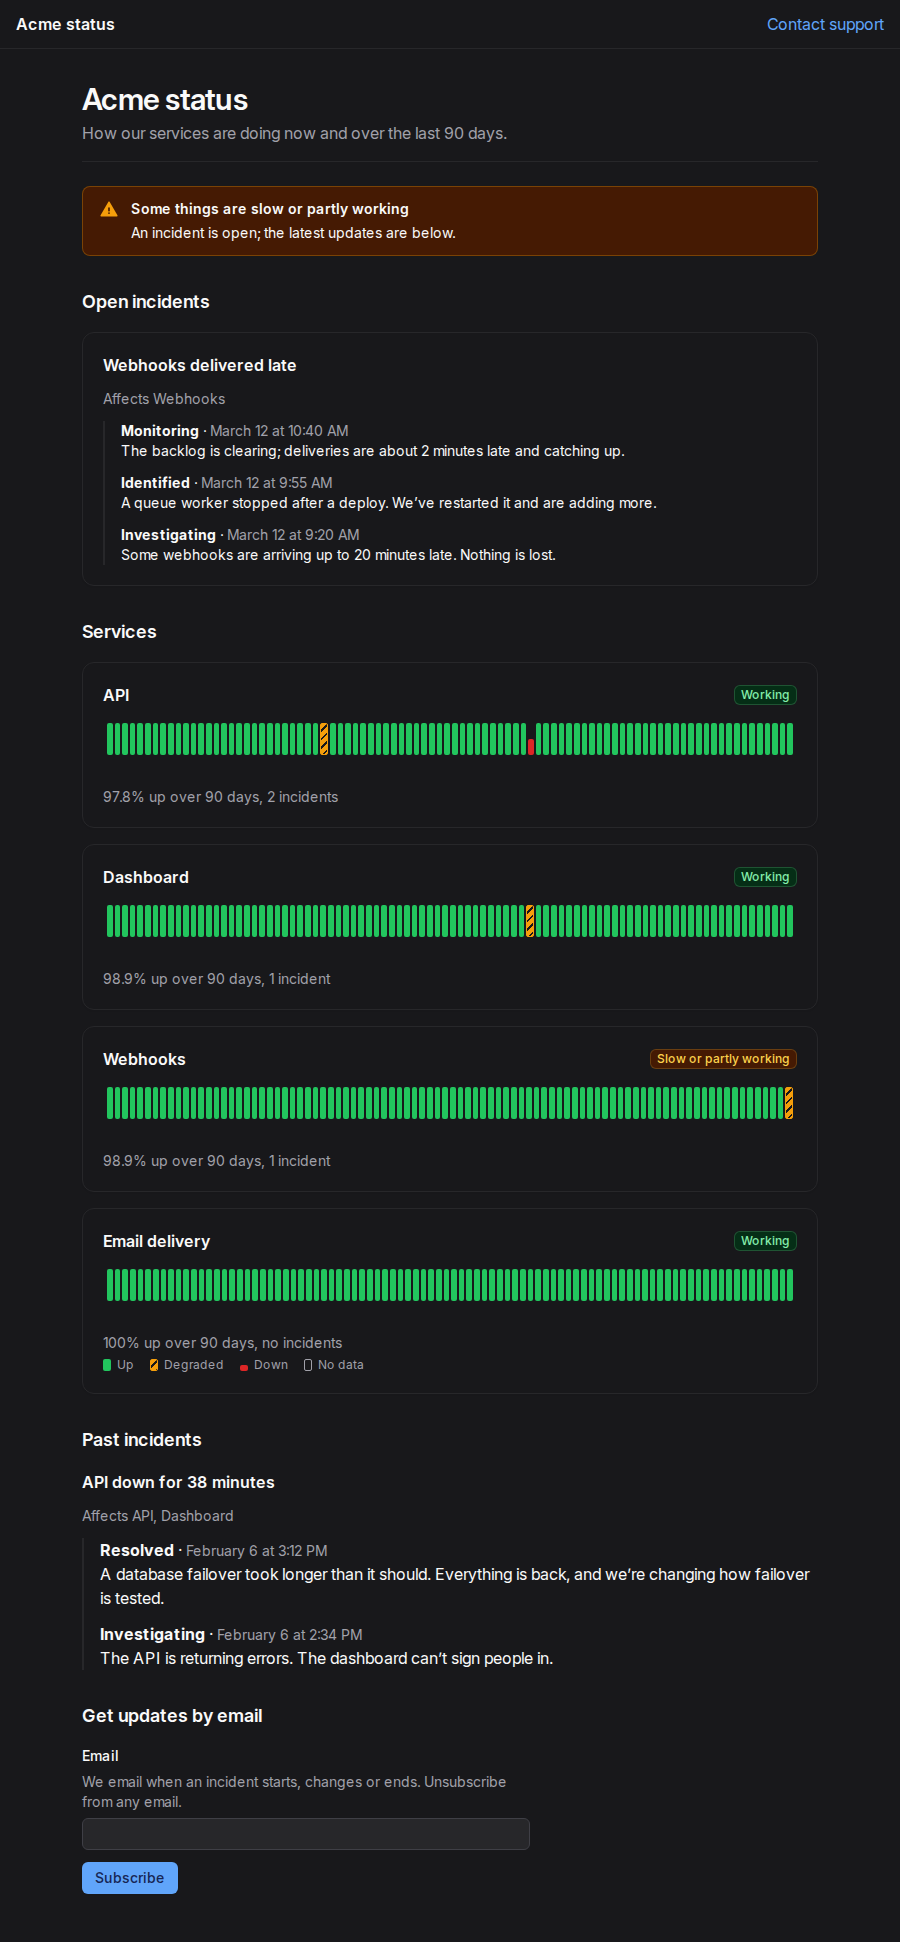 Acme status
Contact support
Acme status
How our services are doing now and over the last 90 days.
Some things are slow or partly working
An incident is open; the latest updates are below.
Open incidents
Webhooks delivered late
Affects Webhooks
Monitoring · March 12 at 10:40 AM
The backlog is clearing; deliveries are about 2 minutes late and catching up.
Identified · March 12 at 9:55 AM
A queue worker stopped after a deploy. We’ve restarted it and are adding more.
Investigating · March 12 at 9:20 AM
Some webhooks are arriving up to 20 minutes late. Nothing is lost.
Services
API
Working
97.8% up over 90 days, 2 incidents
Dashboard
Working
98.9% up over 90 days, 1 incident
Webhooks
Slow or partly working
98.9% up over 90 days, 1 incident
Email delivery
Working
100% up over 90 days, no incidents
Up Degraded Down No data
Past incidents
API down for 38 minutes
Affects API, Dashboard
Resolved · February 6 at 3:12 PM
A database failover took longer than it should. Everything is back, and we’re changing how failover
is tested.
Investigating · February 6 at 2:34 PM
The API is returning errors. The dashboard can’t sign people in.
Get updates by email
Email
We email when an incident starts, changes or ends. Unsubscribe
from any email.
Subscribe